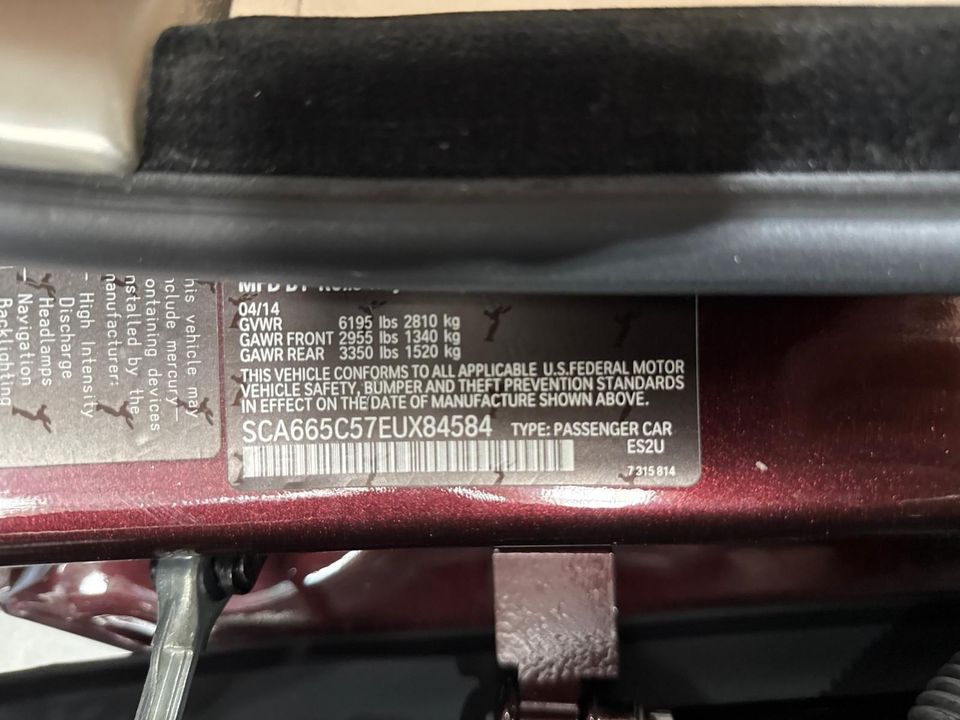 MFD BY
04/14
GVWR 6195 lbs 2810 kg
GAWR FRONT 2955 lbs 1340 kg
GAWR REAR 3350 lbs 1520 kg
THIS VEHICLE CONFORMS TO ALL APPLICABLE U.S.FEDERAL MOTOR
VEHICLE SAFETY, BUMPER AND THEFT PREVENTION STANDARDS
IN EFFECT ON THE DATE OF MANUFACTURE SHOWN ABOVE.
SCA665C57EUX84584 TYPE: PASSENGER CAR
ES2U
7 315 814
his vehicle may
nclude mercury
ontaining devices
nstalled by the
anufacturer:
- High Intensity
Discharge
Headlamps
- Navigation
Backlighting